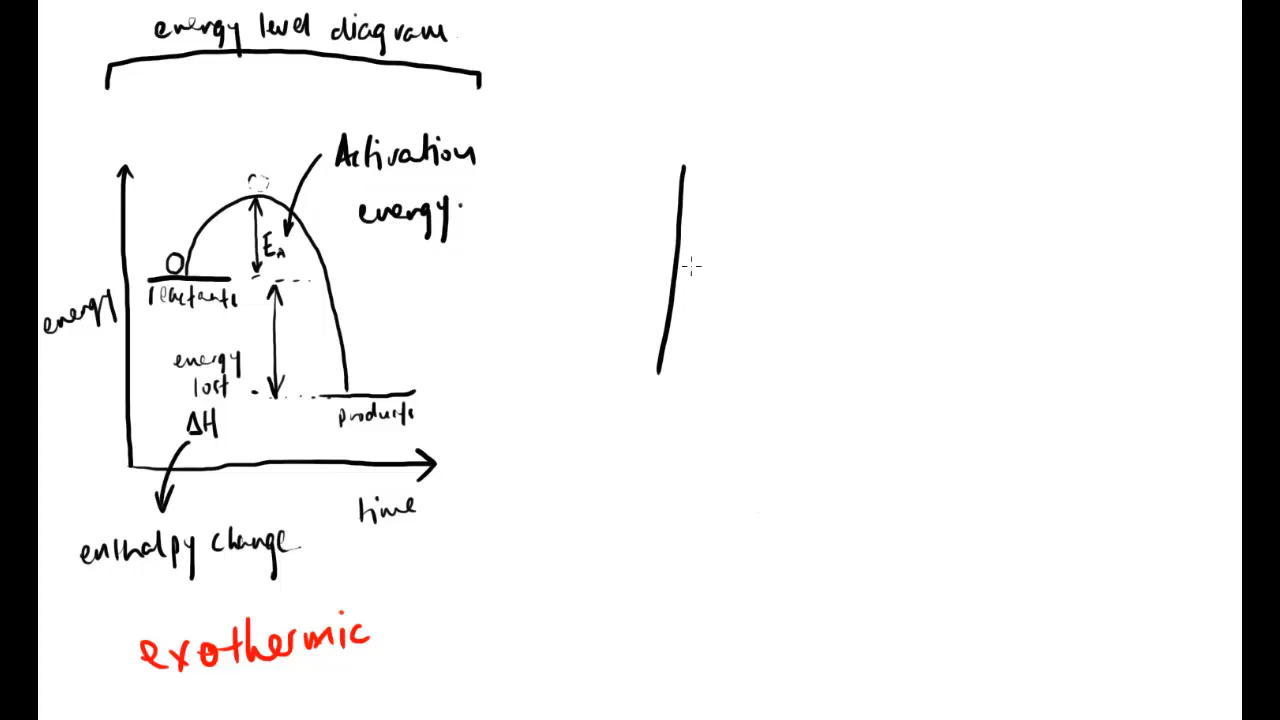 energy level diagram
Activation
energy.
EA
reactants
energy
energy
lost
products
ΔH
time
enthalpy change
exothermic